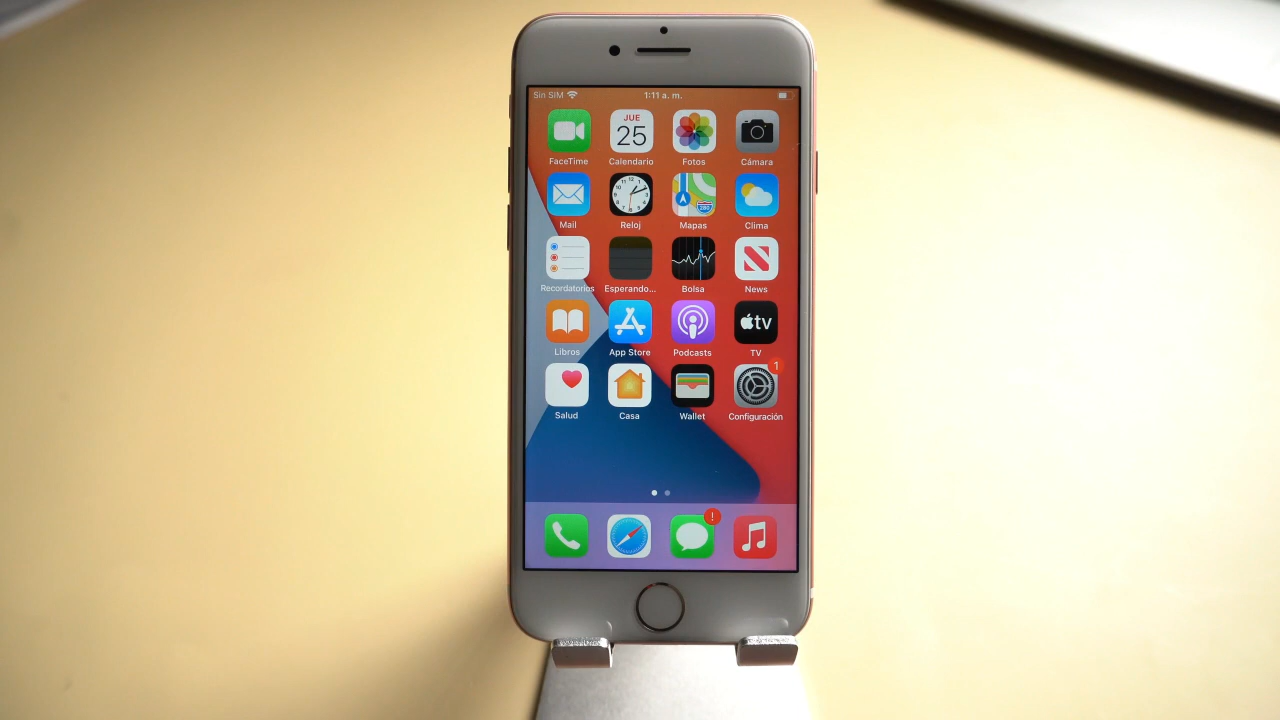 Sin SIM 1:11 a. m.
JUE
25
FaceTime Calendario Fotos Cámara
280
Mail Reloj Mapas Clima
Recordatorios Esperando... Bolsa News
tv
Libros App Store Podcasts TV
1
Salud Casa Wallet Configuración
!